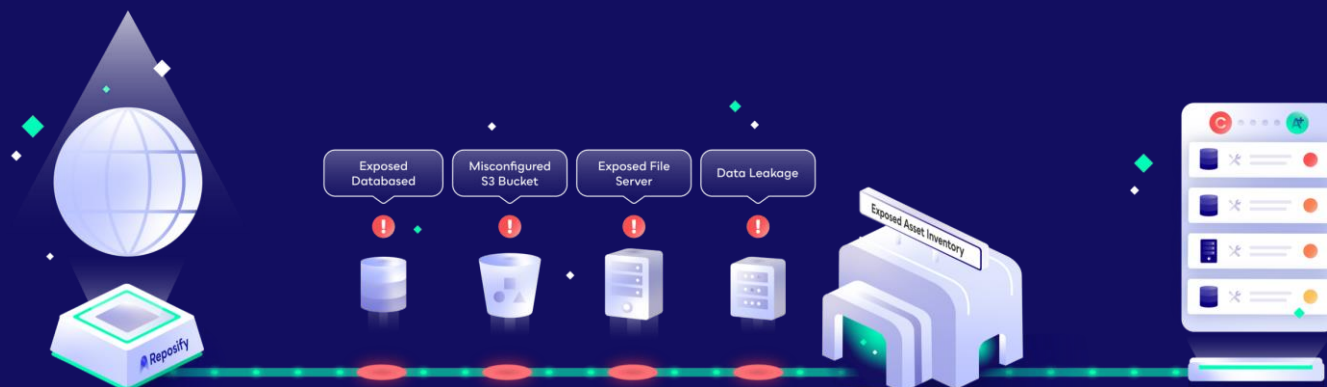 Exposed
Databased
Misconfigured
S3 Bucket
Exposed File
Server
Data Leakage
Exposed Asset Inventory
C
A+
Reposify